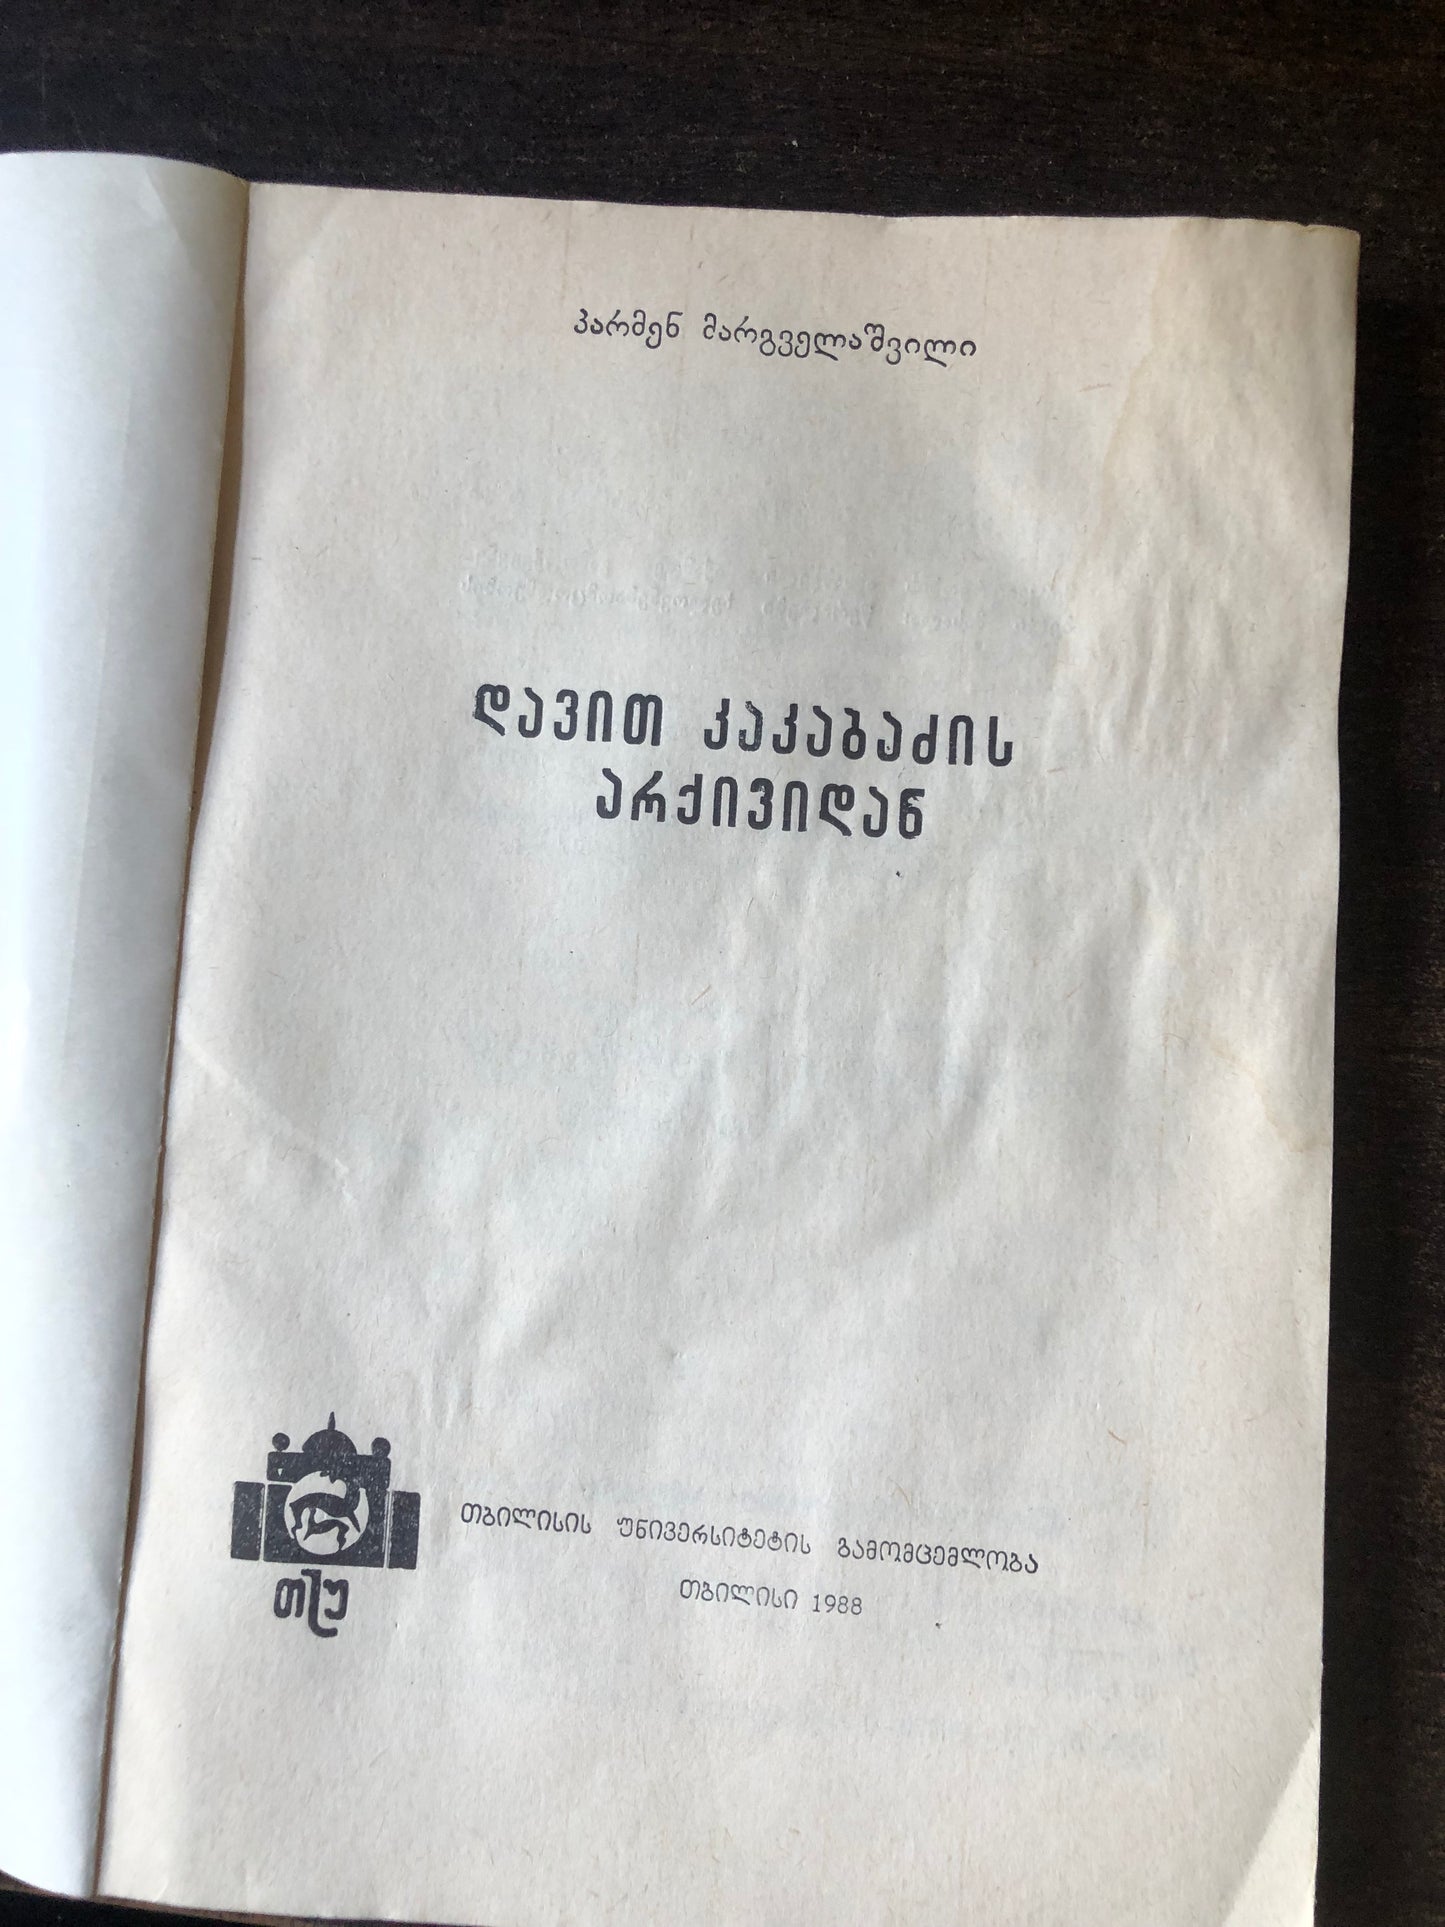 პარმენ მარგველაშვილი
დავით კაკაბაძის
არქივიდან
თბილისის უნივერსიტეტის გამომცემლობა
თბილისი 1988
თსუ